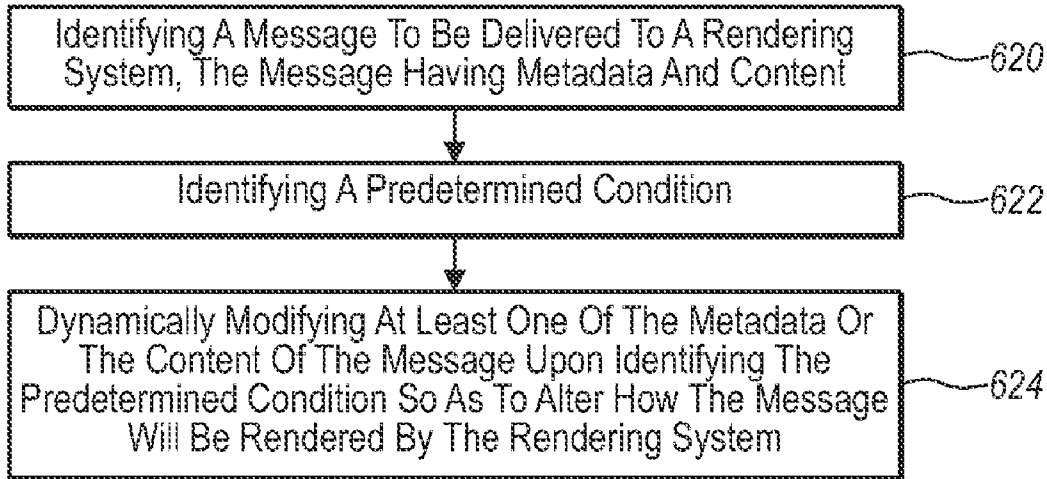 Identifying A Message To Be Delivered To A Rendering
System, The Message Having Metadata And Content
620
Identifying A Predetermined Condition
622
Dynamically Modifying At Least One Of The Metadata Or
The Content Of The Message Upon Identifying The
Predetermined Condition So As To Alter How The Message
Will Be Rendered By The Rendering System
624